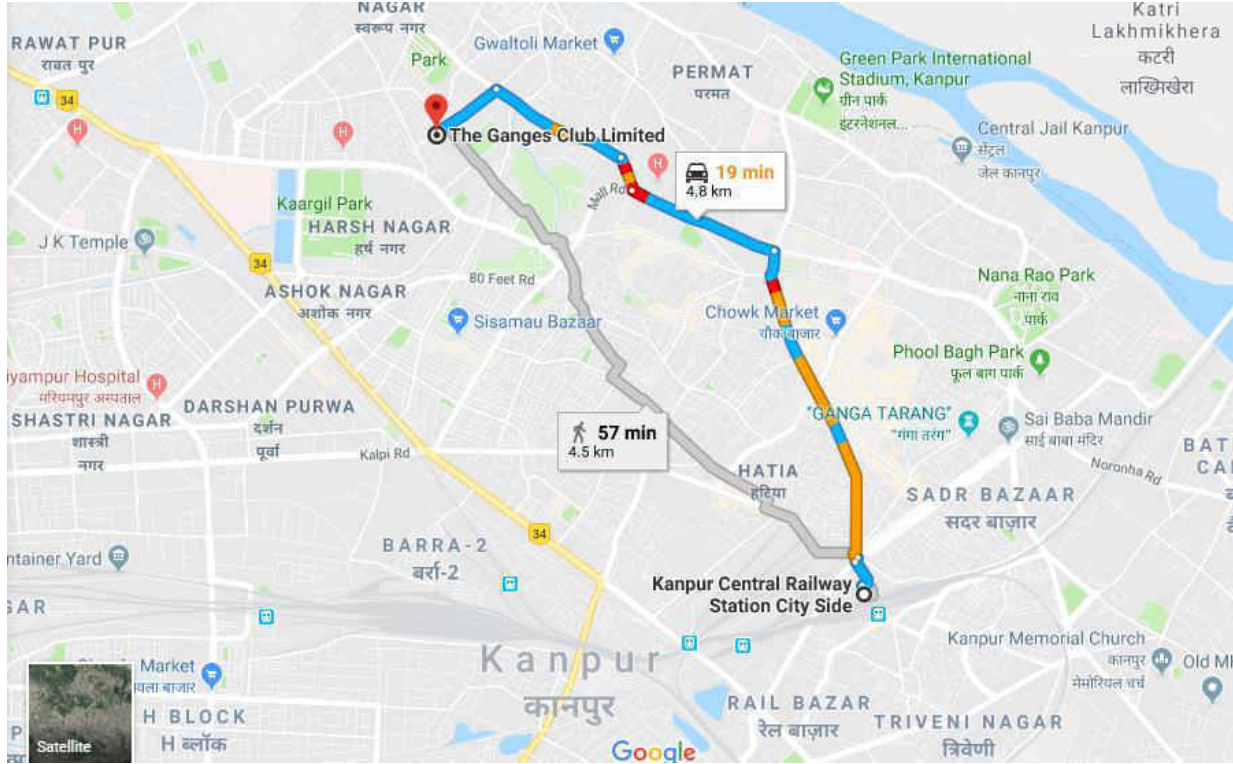 NAGAR
स्वरूप नगर
RAWAT PUR
रावत पुर
34
Park
Gwaltoli Market
PERMAT
परमत
Green Park International
Stadium, Kanpur
ग्रीन पार्क
इंटरनेशनल...
Katri
Lakhmikhera
कटरी
लाख्मिखेरा
Central Jail Kanpur
सेंट्रल
जेल कानपुर
H
H
The Ganges Club Limited
H
19 min
4.8 km
Mall Rd
Kaargil Park
HARSH NAGAR
हर्ष नगर
J K Temple
34
80 Feet Rd
ASHOK NAGAR
अशोक नगर
Sisamau Bazaar
Chowk Market
चौक बाजार
Nana Rao Park
नाना राव
पार्क
Phool Bagh Park
फूल बाग पार्क
iyampur Hospital
मरियमपुर अस्पताल
H
SHASTRI NAGAR
शास्त्री
नगर
DARSHAN PURWA
दर्शन
पूर्वा
Kalpi Rd
57 min
4.5 km
"GANGA TARANG"
"गंगा तरंग"
Sai Baba Mandir
साई बाबा मंदिर
Noronha Rd
BAT
CA
HATIA
हटिया
SADR BAZAAR
सदर बाज़ार
34
ntainer Yard
BARRA-2
बर्रा-2
Kanpur Central Railway
Station City Side
GAR
Kanpur
कानपुर
Kanpur Memorial Church
कानपुर
मेमोरियल चर्च
Old M
Market
वला बाजार
H BLOCK
H ब्लॉक
RAIL BAZAR
रेल बाज़ार
TRIVENI NAGAR
त्रिवेणी
P
Satellite
Google